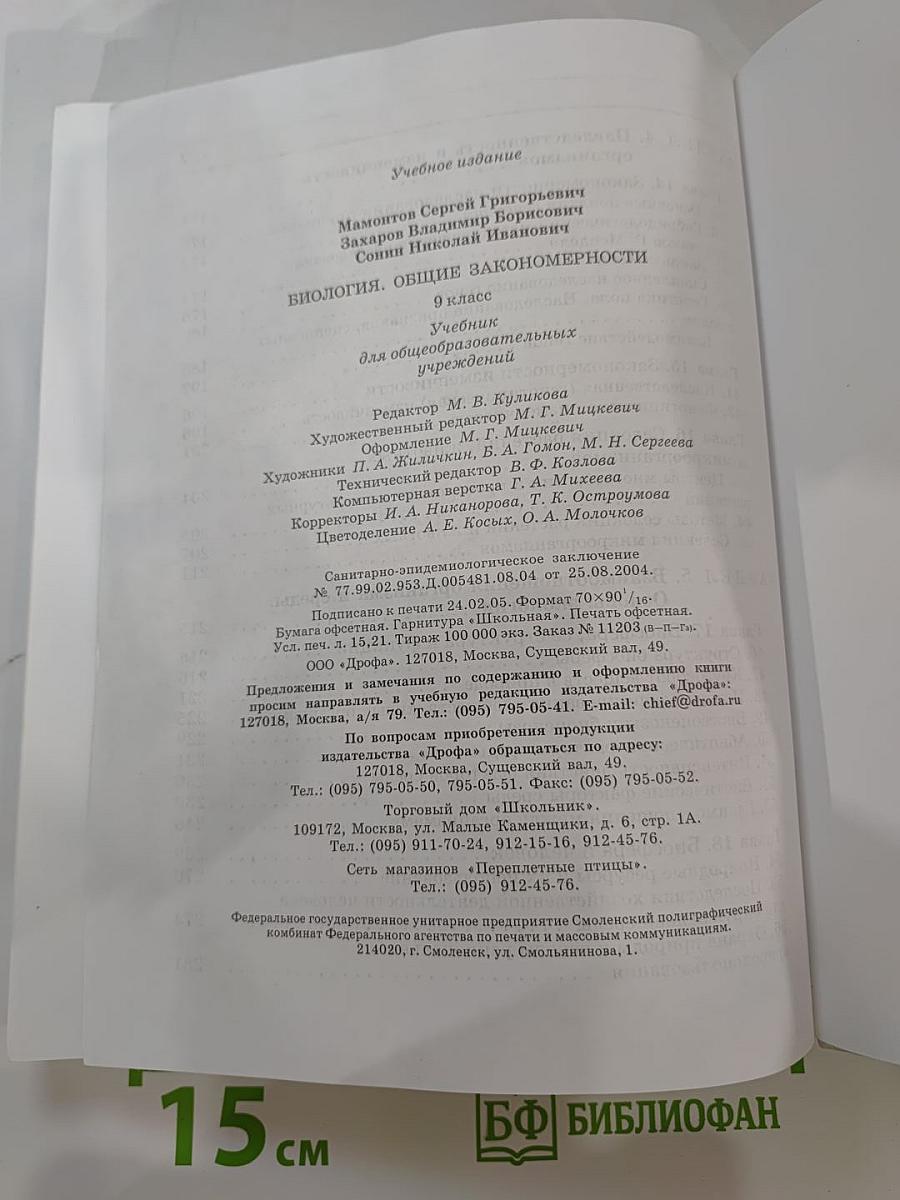 Учебное издание
Мамонтов Сергей Григорьевич
Захаров Владимир Борисович
Сонин Николай Иванович
БИОЛОГИЯ. ОБЩИЕ ЗАКОНОМЕРНОСТИ
9 класс
Учебник
для общеобразовательных
учреждений
Редактор М. В. Куликова
Художественный редактор М. Г. Мицкевич
Оформление М. Г. Мицкевич
Художники П. А. Жиличкин, Б. А. Гомон, М. Н. Сергеева
Технический редактор В. Ф. Козлова
Компьютерная верстка Г. А. Михеева
Корректоры И. А. Никанорова, Т. К. Остроумова
Цветоделение А. Е. Косых, О. А. Молочков
Санитарно-эпидемиологическое заключение
№ 77.99.02.953.Д.005481.08.04 от 25.08.2004.
Подписано к печати 24.02.05. Формат 70×90 1/16.
Бумага офсетная. Гарнитура «Школьная». Печать офсетная.
Усл. печ. л. 15,21. Тираж 100 000 экз. Заказ № 11203 (в–п–га).
ООО «Дрофа». 127018, Москва, Сущевский вал, 49.
Предложения и замечания по содержанию и оформлению книги
просим направлять в учебную редакцию издательства «Дрофа»:
127018, Москва, а/я 79. Тел.: (095) 795-05-41. E-mail: chief@drofa.ru
По вопросам приобретения продукции
издательства «Дрофа» обращаться по адресу:
127018, Москва, Сущевский вал, 49.
Тел.: (095) 795-05-50, 795-05-51. Факс: (095) 795-05-52.
Торговый дом «Школьник».
109172, Москва, ул. Малые Каменщики, д. 6, стр. 1А.
Тел.: (095) 911-70-24, 912-15-16, 912-45-76.
Сеть магазинов «Переплетные птицы».
Тел.: (095) 912-45-76.
Федеральное государственное унитарное предприятие Смоленский полиграфический
комбинат Федерального агентства по печати и массовым коммуникациям.
214020, г. Смоленск, ул. Смольянинова, 1.
15 см
БФ БИБЛИОФАН